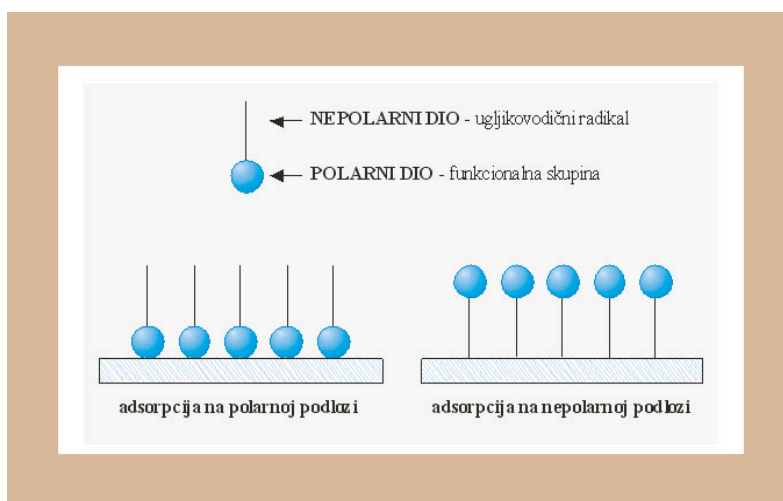 NEPOLARNI DIO - ugljikovodični radikal
POLARNI DIO - funkcionalna skupina
adsorpcija na polarnoj podlozi
adsorpcija na nepolarnoj podlozi